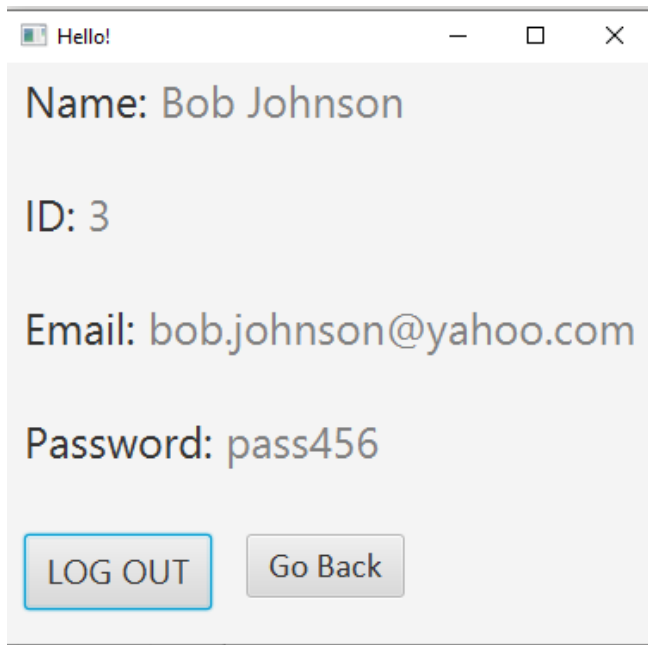 Hello!
Name: Bob Johnson
ID: 3
Email: bob.johnson@yahoo.com
Password: pass456
LOG OUT Go Back